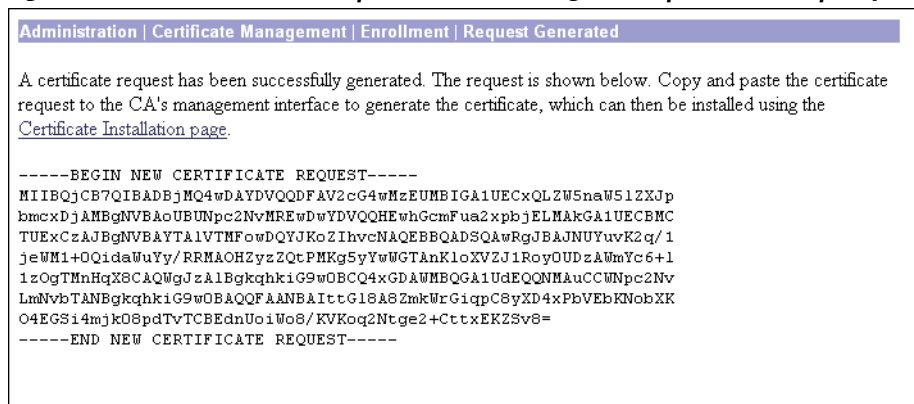 Administration | Certificate Management | Enrollment | Request Generated
A certificate request has been successfully generated. The request is shown below. Copy and paste the certificate
request to the CA's management interface to generate the certificate, which can then be installed using the
Certificate Installation page.
-----BEGIN NEW CERTIFICATE REQUEST-----
MIIBQjCB7QIBADBjMQ4wDAYDVQQDFAV2cG4wMzEUMBIGA1UECxQLZW5naW5lZXJp
bmcxDjAMBgNVBAoUBUNpc2NvMREwDwYDVQQHEwhGcmFua2xpbjELMAkGA1UECBMC
TUExCzAJBgNVBAYTAlVTMFowDQYJKoZIhvcNAQEBBQADSQAwRgJBAJNUYuvK2q/1
jeWM1+OQidaWuYy/RRMAOHZyzZQtPMKg5yYwWGTAnKloXVZJ1RoyOUDzAWmYc6+l
1zOgTMnHqX8CAQWgJzAlBgkqhkiG9w0BCQ4xGDAWMBQGA1UdEQQNMAuCCWNpc2Nv
LmNvbTANBgkqhkiG9w0BAQQFAANBAIttGl8A8ZmkWrGiqpC8yXD4xPbVEbKNobXK
O4EGSi4mjkO8pdTvTCBEdnUoiWo8/KVKoq2Ntge2+CttxEKZSv8=
-----END NEW CERTIFICATE REQUEST-----